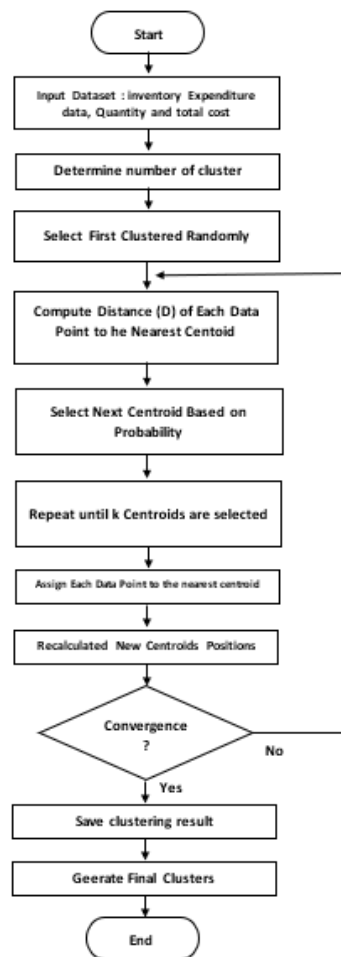 Start
Input Dataset : inventory Expenditure
data, Quantity and total cost
Determine number of cluster
Select First Clustered Randomly
Compute Distance (D) of Each Data
Point to he Nearest Centoid
Select Next Centroid Based on
Probability
Repeat until k Centroids are selected
Assign Each Data Point to the nearest centroid
Recalculated New Centroids Positions
Convergence
?
No
Yes
Save clustering result
Geerate Final Clusters
End